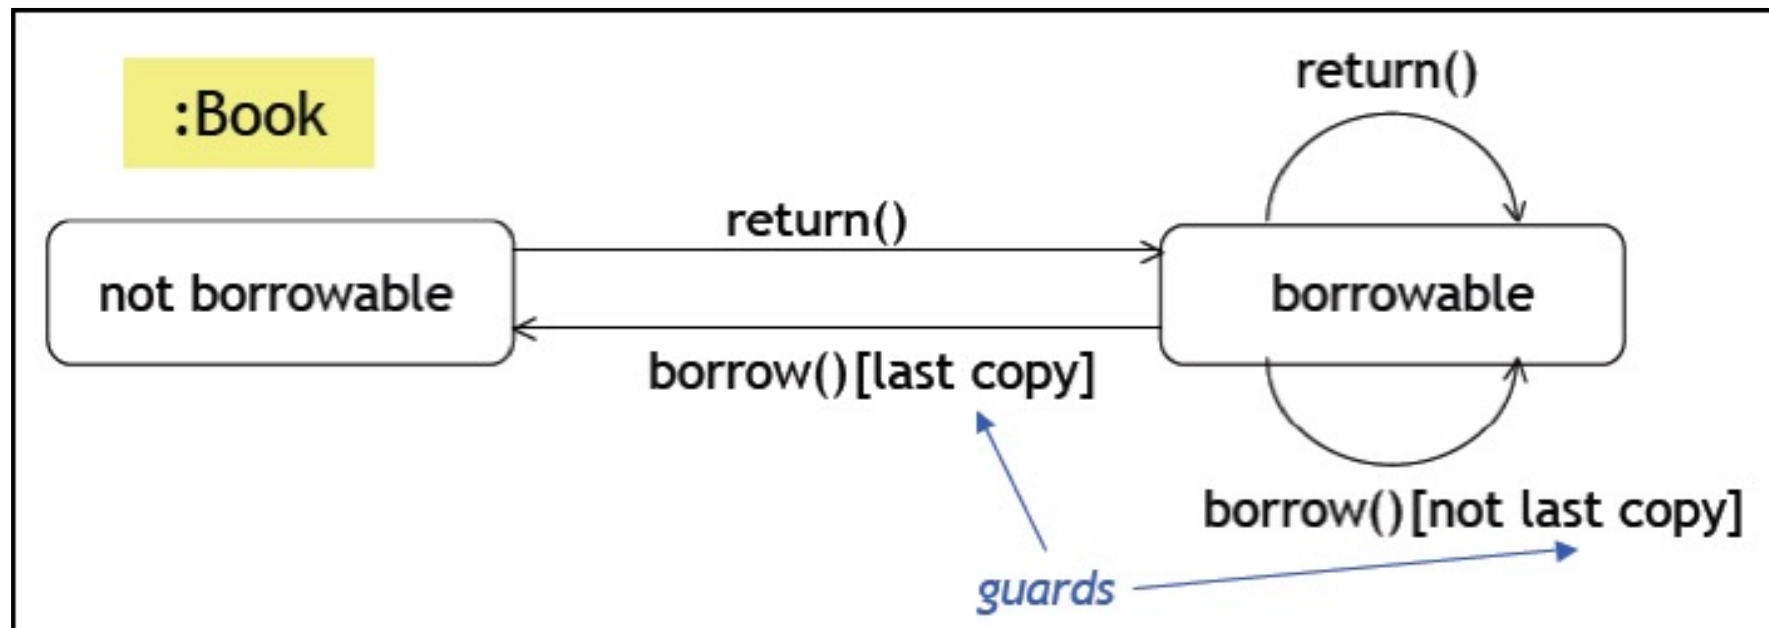 :Book
return()
return()
not borrowable
borrowable
borrow()[last copy]
borrow()[not last copy]
guards